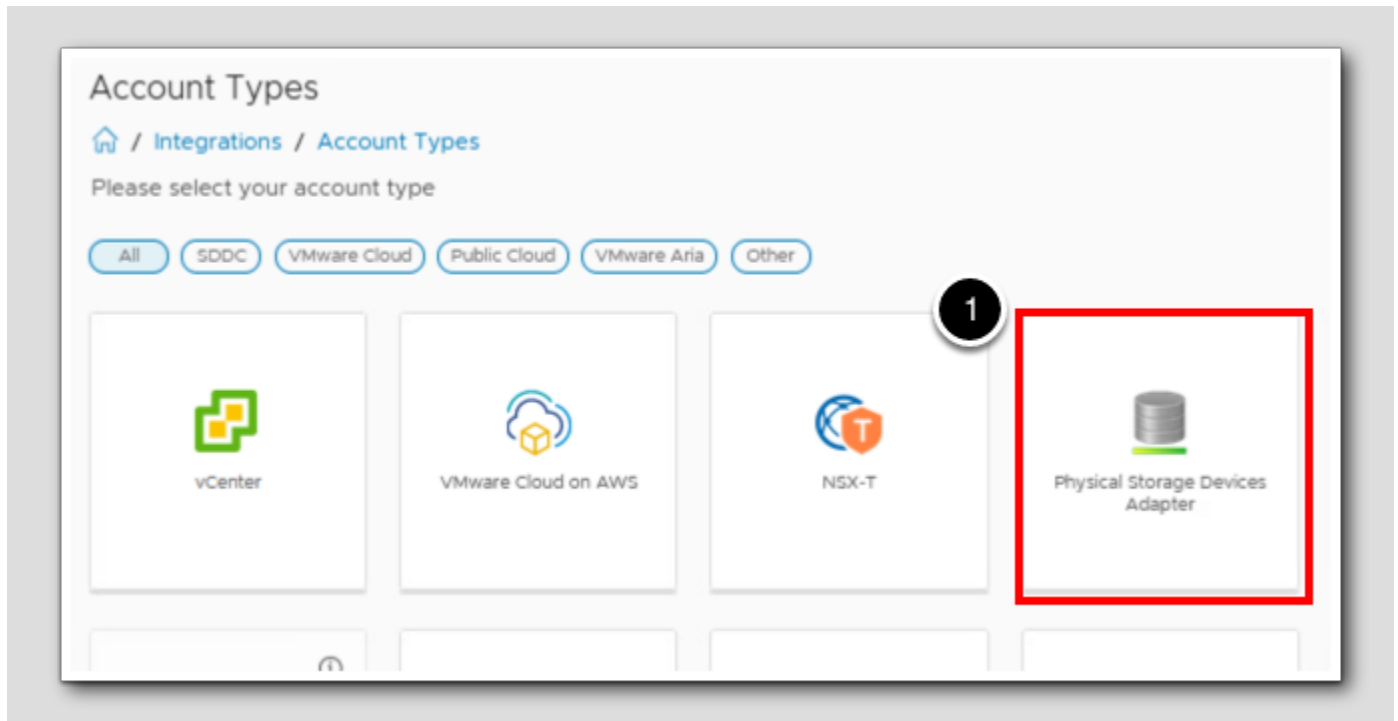 Account Types
/ Integrations / Account Types
Please select your account type
All SDDC VMware Cloud Public Cloud VMware Aria Other
1
T
vCenter VMware Cloud on AWS NSX-T Physical Storage Devices
Adapter